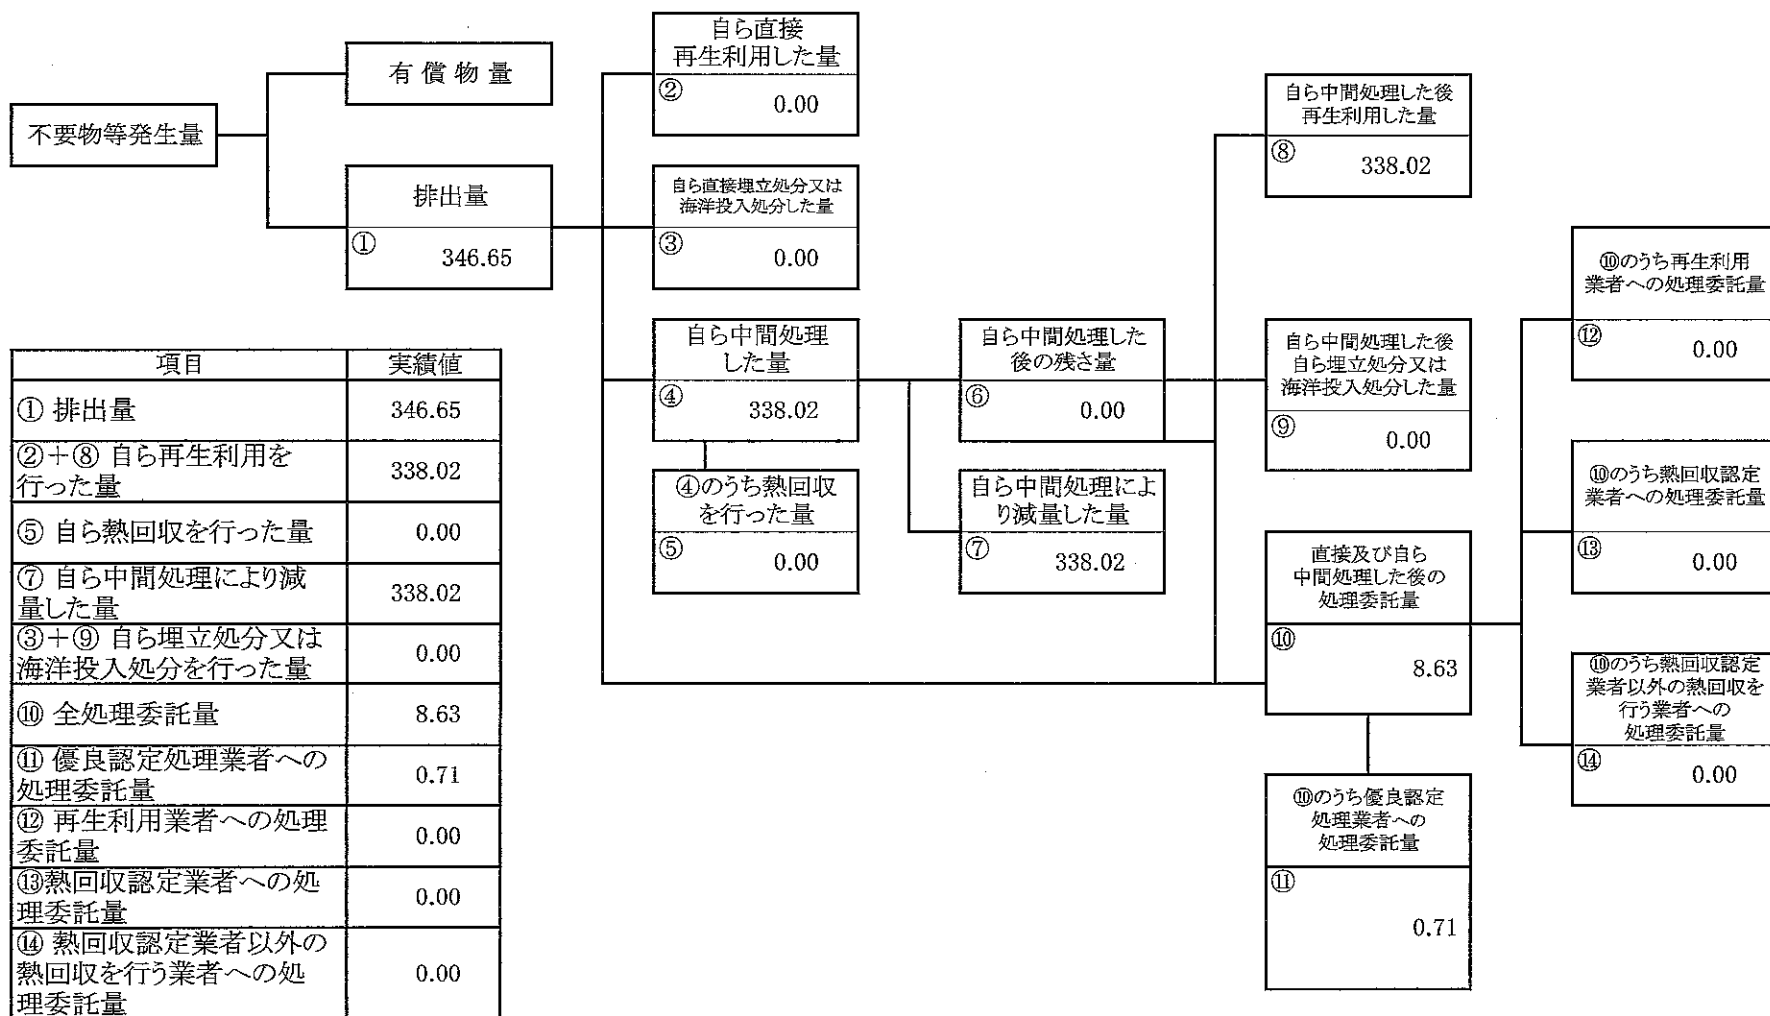 不要物等発生量
有償物量
排出量
① 346.65
自ら直接
再生利用した量
② 0.00
自ら直接埋立処分又は
海洋投入処分した量
③ 0.00
自ら中間処理
した量
④ 338.02
④のうち熱回収
を行った量
⑤ 0.00
自ら中間処理した
後の残さ量
⑥ 0.00
自ら中間処理によ
り減量した量
⑦ 338.02
自ら中間処理した後
再生利用した量
⑧ 338.02
自ら中間処理した後
自ら埋立処分又は
海洋投入処分した量
⑨ 0.00
直接及び自ら
中間処理した後の
処理委託量
⑩ 8.63
⑩のうち優良認定
処理業者への
処理委託量
⑪ 0.71
⑩のうち再生利用
業者への処理委託量
⑫ 0.00
⑩のうち熱回収認定
業者への処理委託量
⑬ 0.00
⑩のうち熱回収認定
業者以外の熱回収を
行う業者への
処理委託量
⑭ 0.00
項目 実績値
① 排出量 346.65
②+⑧ 自ら再生利用を
行った量 338.02
⑤ 自ら熱回収を行った量 0.00
⑦ 自ら中間処理により減
量した量 338.02
③+⑨ 自ら埋立処分又は
海洋投入処分を行った量 0.00
⑩ 全処理委託量 8.63
⑪ 優良認定処理業者への
処理委託量 0.71
⑫ 再生利用業者への処理
委託量 0.00
⑬熱回収認定業者への処
理委託量 0.00
⑭ 熱回収認定業者以外の
熱回収を行う業者への処
理委託量 0.00